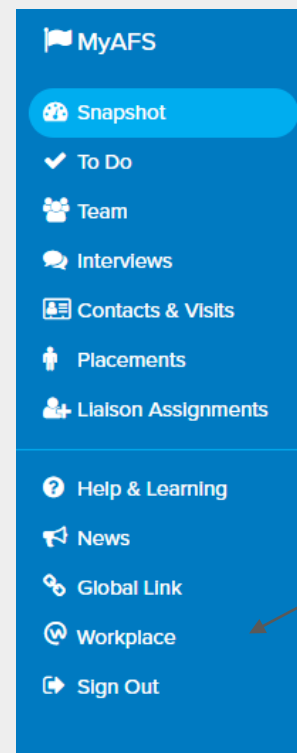 MyAFS
Snapshot
To Do
Team
Interviews
Contacts & Visits
Placements
Liaison Assignments
Help & Learning
News
Global Link
Workplace
Sign Out